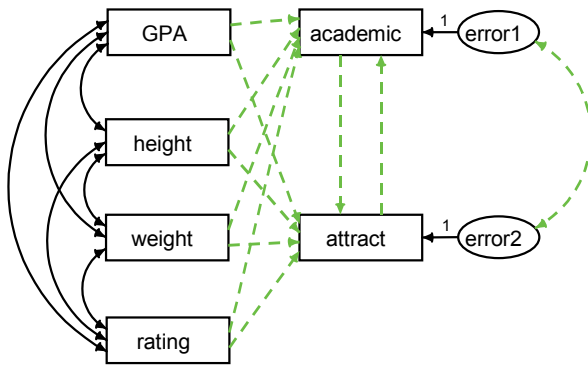 GPA
academic
1
error1
height
weight
attract
1
error2
rating